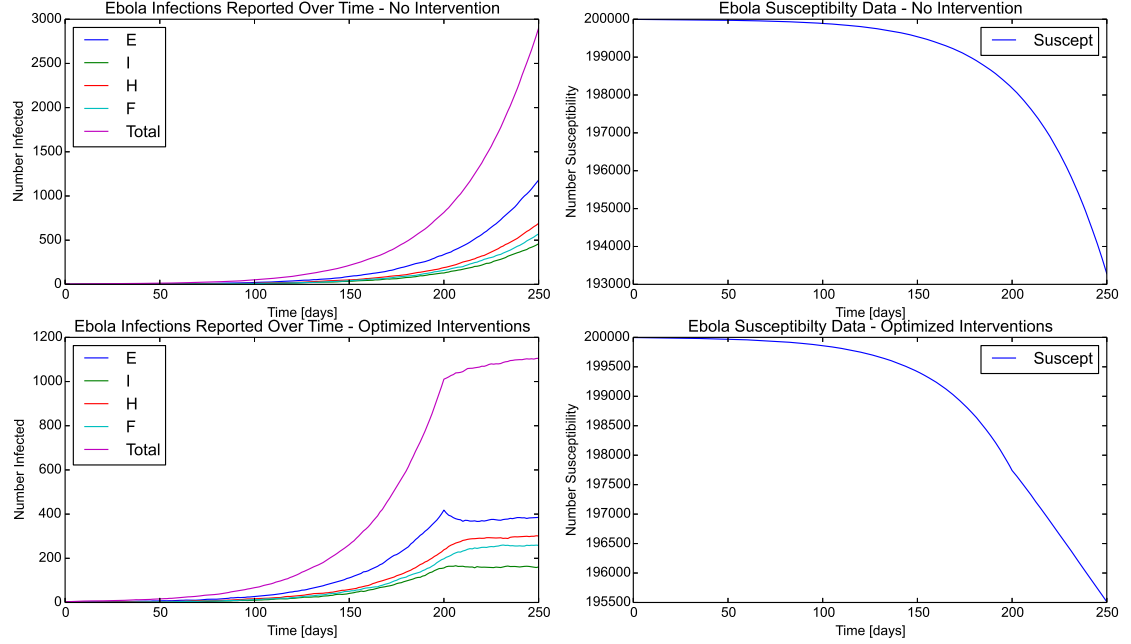 Ebola Infections Reported Over Time - No Intervention
3000
2500
2000
1500
1000
500
0
Number Infected
E
I
H
F
Total
0 50 100 150 200 250
Time [days]
Ebola Susceptibilty Data - No Intervention
200000
199000
198000
197000
196000
195000
194000
193000
Number Susceptibility
Suscept
0 50 100 150 200 250
Time [days]
Ebola Infections Reported Over Time - Optimized Interventions
1200
1000
800
600
400
200
0
Number Infected
E
I
H
F
Total
0 50 100 150 200 250
Time [days]
Ebola Susceptibilty Data - Optimized Interventions
200000
199500
199000
198500
198000
197500
197000
196500
196000
195500
Number Susceptibility
Suscept
0 50 100 150 200 250
Time [days]